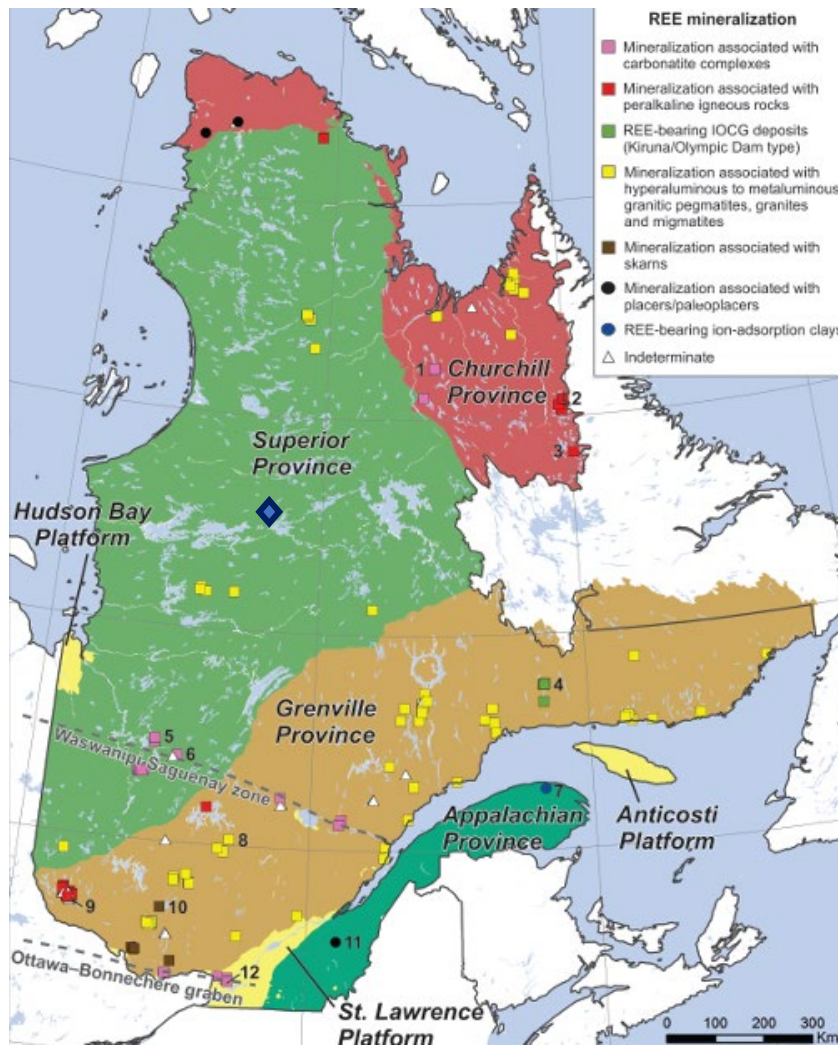 REE mineralization
Mineralization associated with
carbonatite complexes
Mineralization associated with
peralkaline igneous rocks
REE-bearing IOCG deposits
(Kiruna/Olympic Dam type)
Mineralization associated with
hyperaluminous to metaluminous
granitic pegmatites, granites
and migmatites
Mineralization associated with
skarns
Mineralization associated with
placers/paleoplacers
REE-bearing ion-adsorption clays
Indeterminate
1
Churchill
Province
2
3
Superior
Province
Hudson Bay
Platform
4
Grenville
Province
5
6
Waswanipi-Saguenay zone
7
Appalachian
Province
Anticosti
Platform
8
9
10
11
12
Ottawa–Bonnechere graben
St. Lawrence
Platform
0 100 200 300
Km